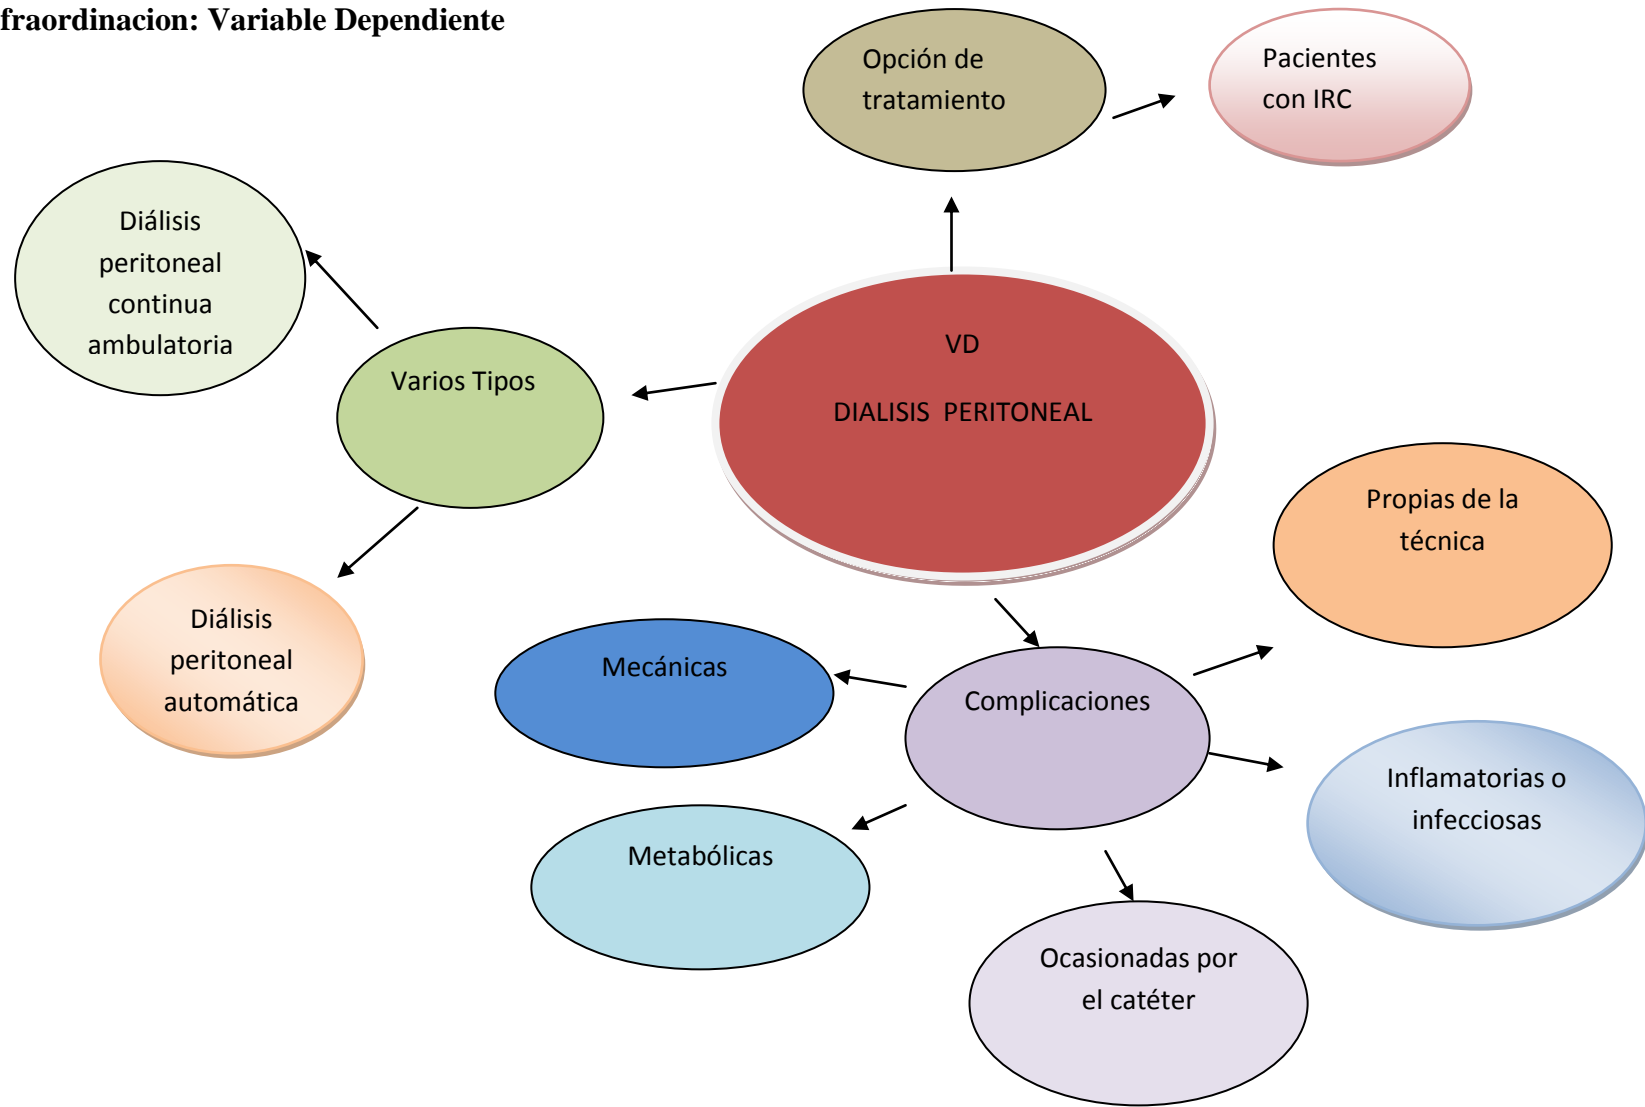 fraordinacion: Variable Dependiente
Opción de
tratamiento
Pacientes
con IRC
Diálisis
peritoneal
continua
ambulatoria
Varios Tipos
VD
DIALISIS PERITONEAL
Propias de la
técnica
Diálisis
peritoneal
automática
Mecánicas
Complicaciones
Inflamatorias o
infecciosas
Metabólicas
Ocasionadas por
el catéter